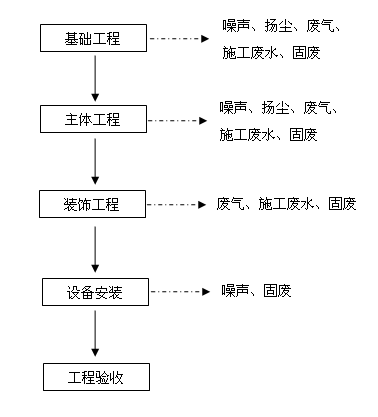 基础工程
噪声、扬尘、废气、
施工废水、固废
主体工程
噪声、扬尘、废气、
施工废水、固废
装饰工程
废气、施工废水、固废
设备安装
噪声、固废
工程验收